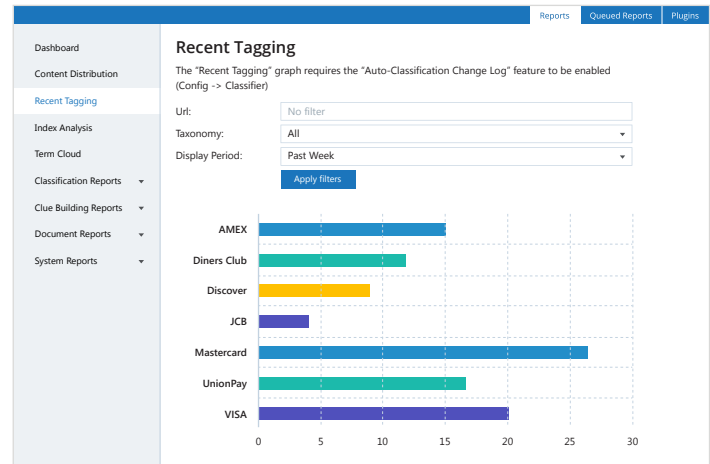 Reports Queued Reports Plugins
Dashboard
Content Distribution
Recent Tagging
Index Analysis
Term Cloud
Classification Reports
Clue Building Reports
Document Reports
System Reports
Recent Tagging
The “Recent Tagging” graph requires the “Auto-Classification Change Log” feature to be enabled
(Config -> Classifier)
Url: No filter
Taxonomy: All
Display Period: Past Week
Apply filters
AMEX
Diners Club
Discover
JCB
Mastercard
UnionPay
VISA
0 5 10 15 20 25 30